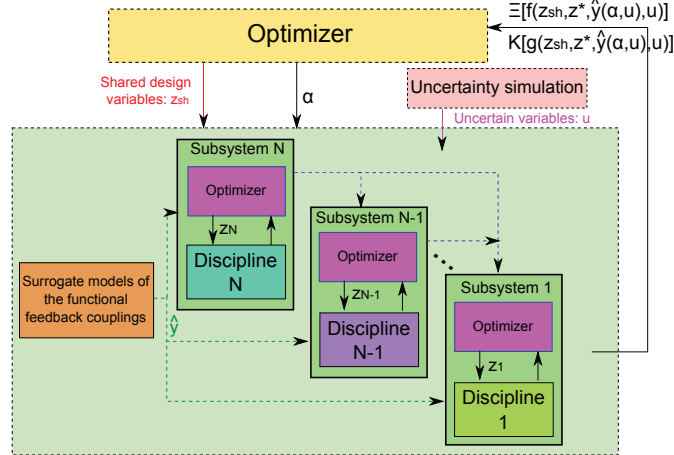 Ξ[f(zsh,z*,ŷ(α,u),u)]
Optimizer
K[g(zsh,z*,ŷ(α,u),u)]
Shared design
variables: zsh
α
Uncertainty simulation
Uncertain variables: u
Subsystem N
Optimizer
zN
Discipline
N
Subsystem N-1
Optimizer
zN-1
Discipline
N-1
Subsystem 1
Optimizer
z1
Discipline
1
Surrogate models of
the functional
feedback couplings
ŷ